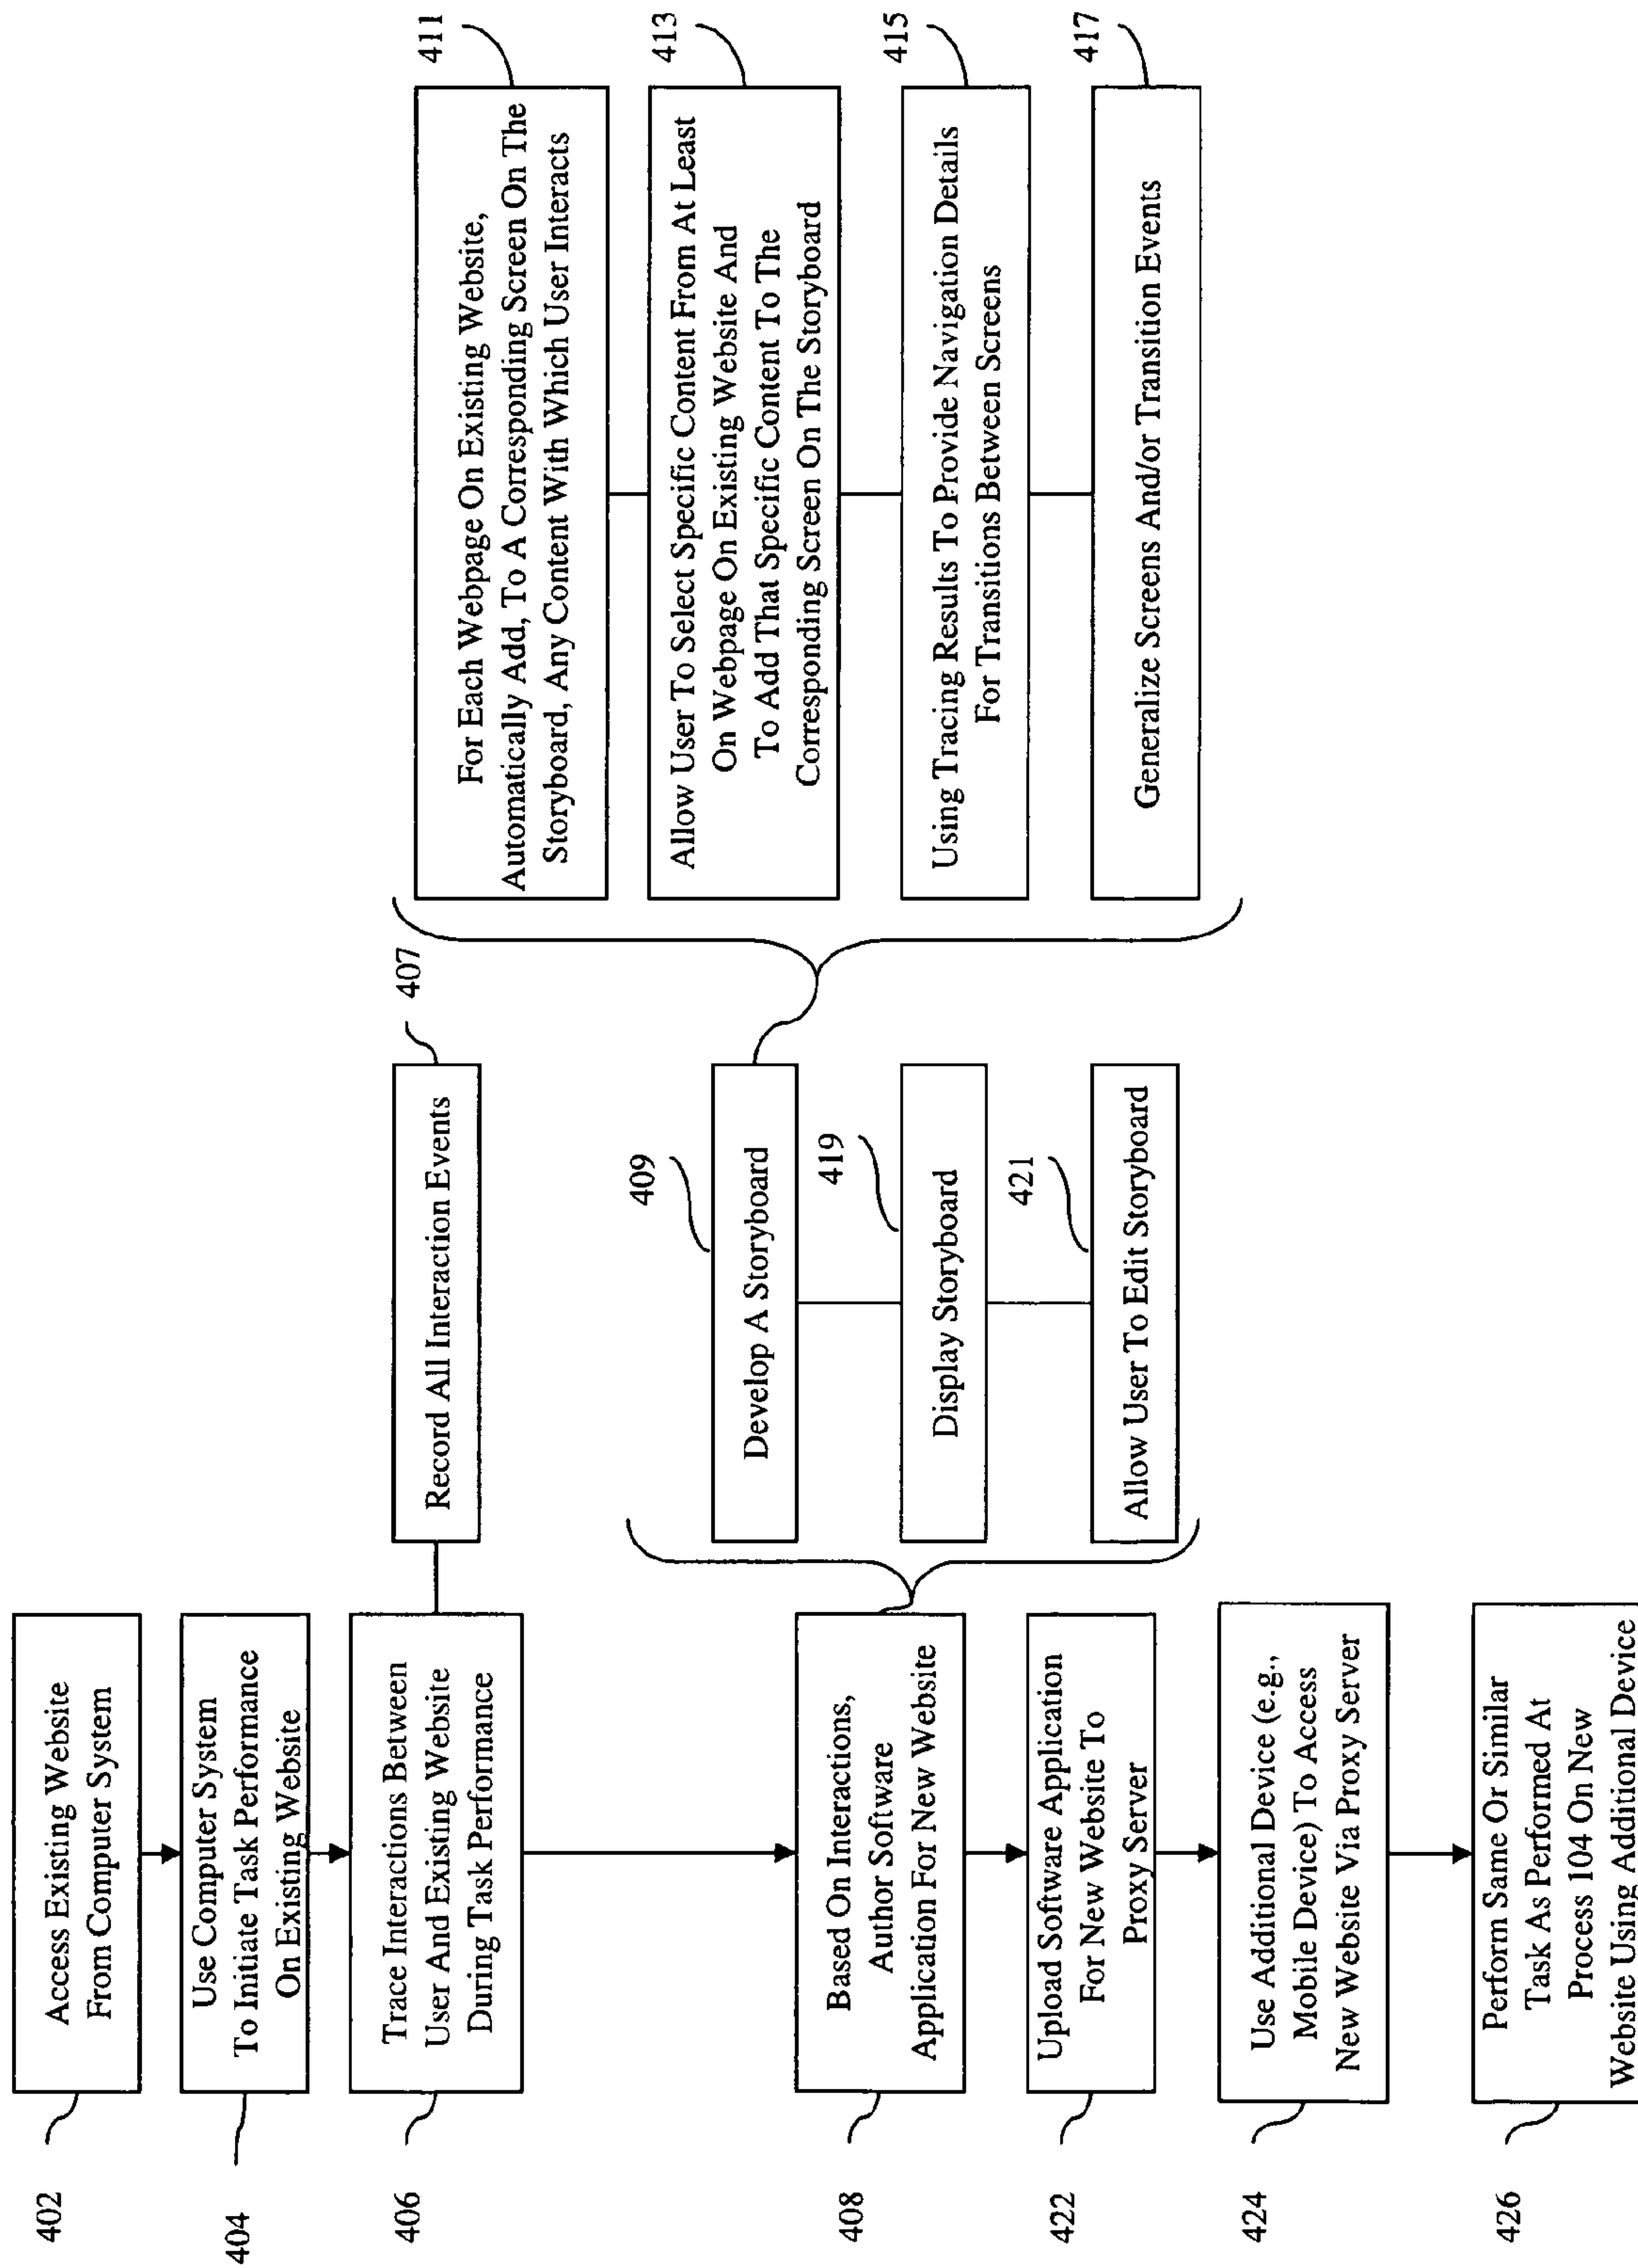 402
Access Existing Website
From Computer System
404
Use Computer System
To Initiate Task Performance
On Existing Website
406
Trace Interactions Between
User And Existing Website
During Task Performance
407
Record All Interaction Events
408
Based On Interactions,
Author Software
Application For New Website
409
Develop A Storyboard
411
For Each Webpage On Existing Website,
Automatically Add, To A Corresponding Screen On The
Storyboard, Any Content With Which User Interacts
413
Allow User To Select Specific Content From At Least
On Webpage On Existing Website And
To Add That Specific Content To The
Corresponding Screen On The Storyboard
415
Using Tracing Results To Provide Navigation Details
For Transitions Between Screens
417
Generalize Screens And/or Transition Events
419
Display Storyboard
421
Allow User To Edit Storyboard
422
Upload Software Application
For New Website To
Proxy Server
424
Use Additional Device (e.g.,
Mobile Device) To Access
New Website Via Proxy Server
426
Perform Same Or Similar
Task As Performed At
Process 104 On New
Website Using Additional Device